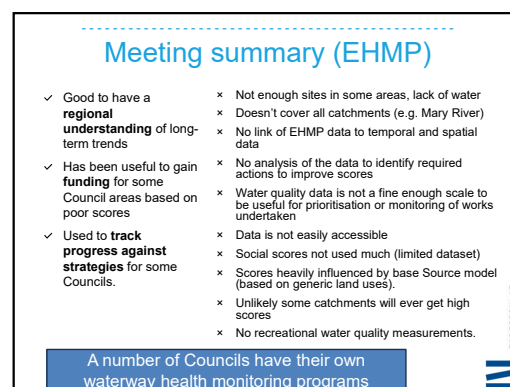 Meeting summary (EHMP)
✓ Good to have a
regional
understanding of long-
term trends
✓ Has been useful to gain
funding for some
Council areas based on
poor scores
✓ Used to track
progress against
strategies for some
Councils.
× Not enough sites in some areas, lack of water
× Doesn't cover all catchments (e.g. Mary River)
× No link of EHMP data to temporal and spatial
data
× No analysis of the data to identify required
actions to improve scores
× Water quality data is not a fine enough scale to
be useful for prioritisation or monitoring of works
undertaken
× Data is not easily accessible
× Social scores not used much (limited dataset)
× Scores heavily influenced by base Source model
(based on generic land uses).
× Unlikely some catchments will ever get high
scores
× No recreational water quality measurements.
A number of Councils have their own
waterway health monitoring programs